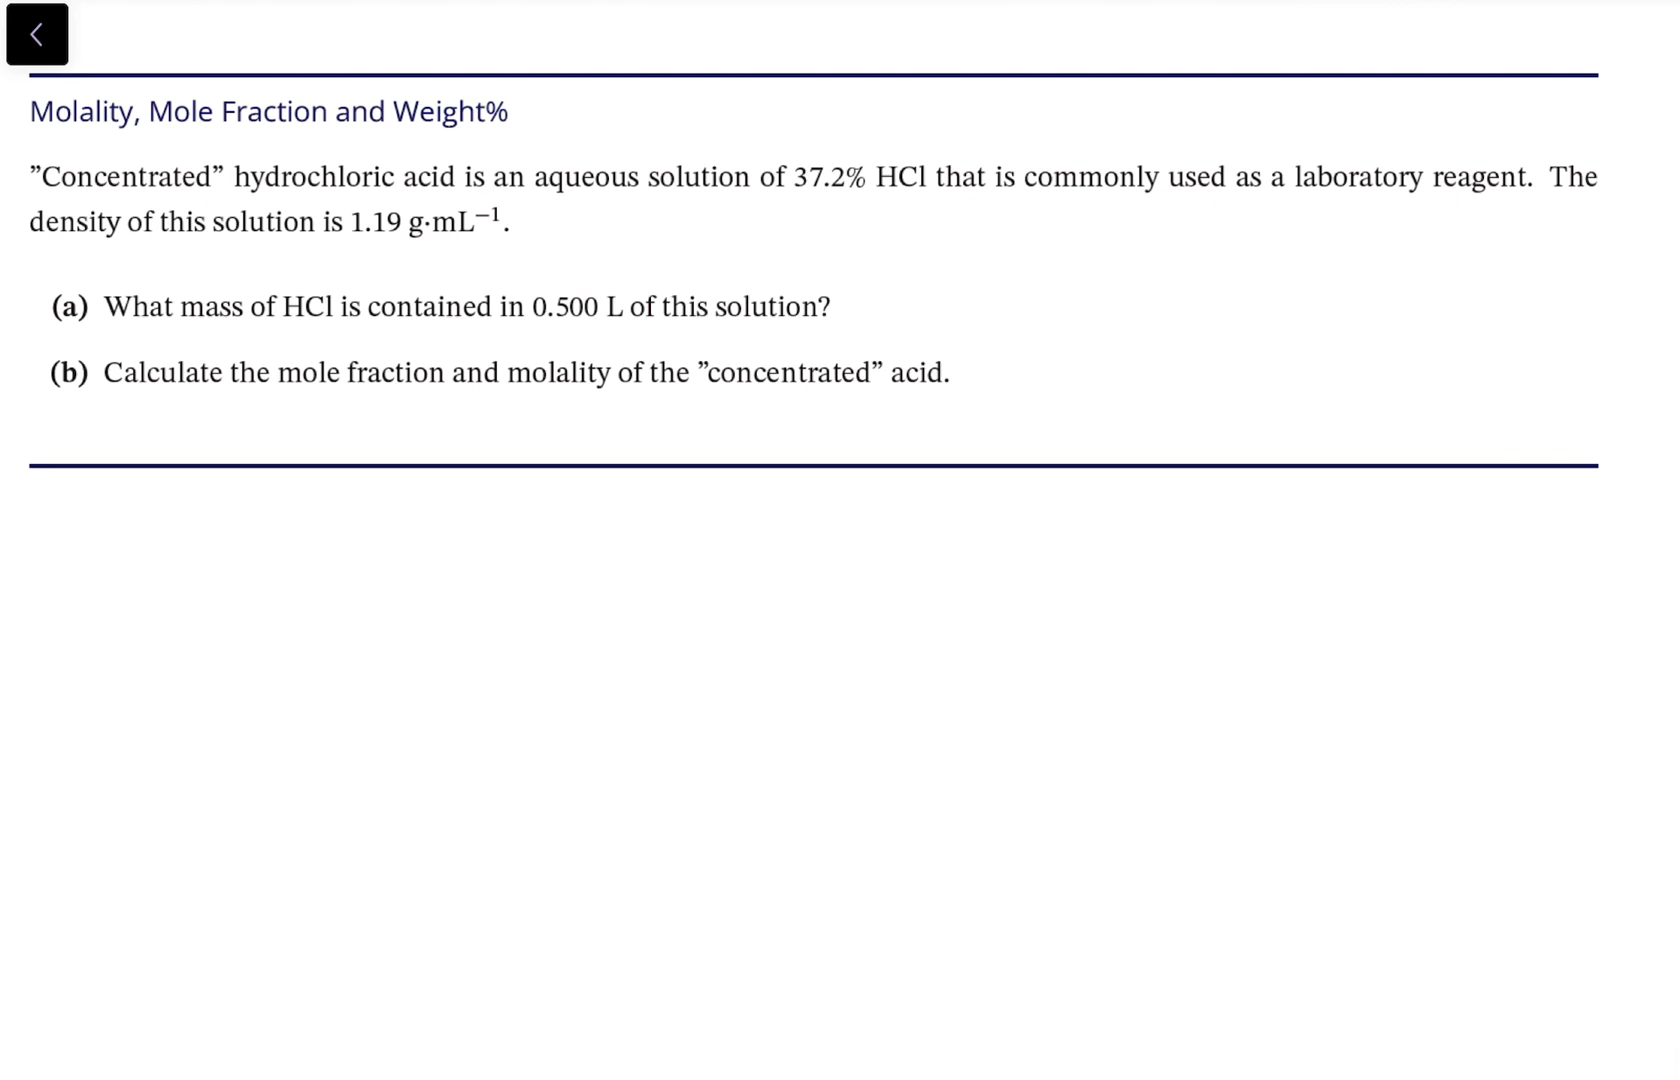 Molality, Mole Fraction and Weight%
”Concentrated” hydrochloric acid is an aqueous solution of 37.2% HCl that is commonly used as a laboratory reagent. The
density of this solution is 1.19 g·mL⁻¹.
(a) What mass of HCl is contained in 0.500 L of this solution?
(b) Calculate the mole fraction and molality of the ”concentrated” acid.